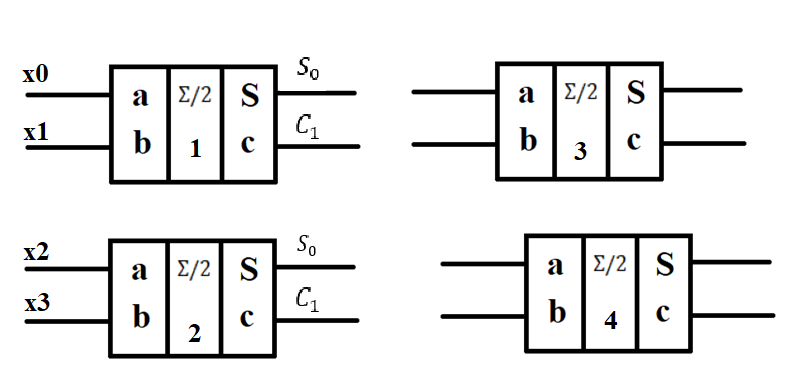 x0
a Σ/2 S
S₀
x1
b 1 c
C₁
a Σ/2 S
b 3 c
x2
a Σ/2 S
S₀
x3
b 2 c
C₁
a Σ/2 S
b 4 c